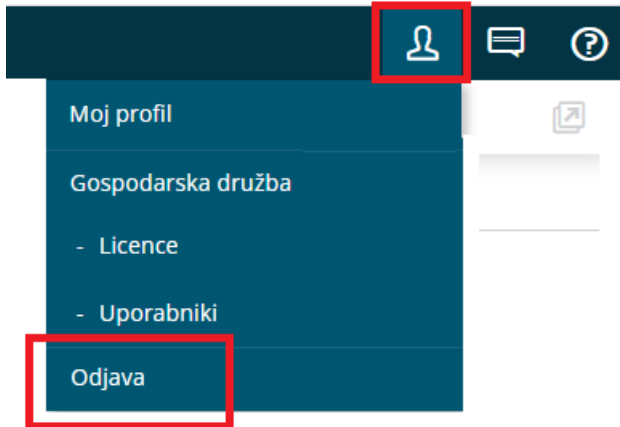 Moj profil
Gospodarska družba
- Licence
- Uporabniki
Odjava